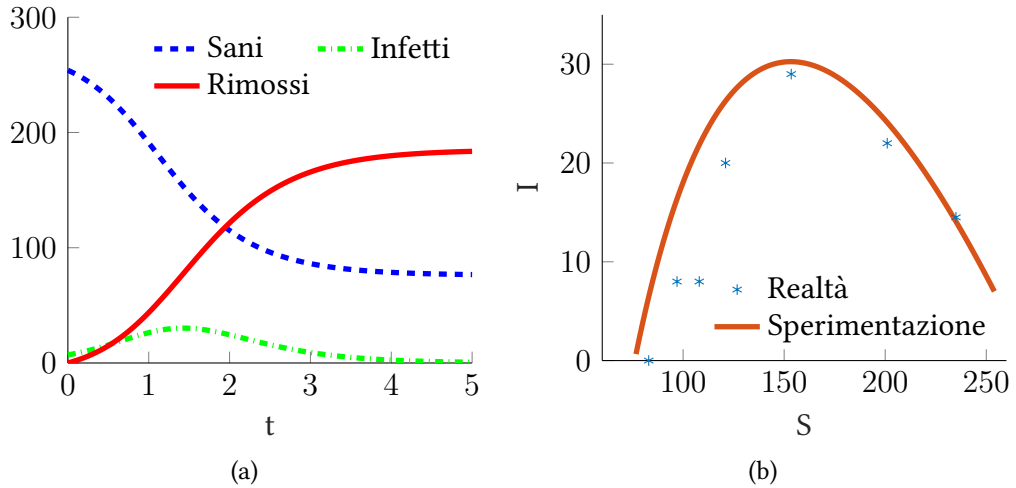 300
200
100
0
Sani
Infetti
Rimossi
0 1 2 3 4 5
t
(a)
30
20
10
0
I
Realtà
Sperimentazione
100 150 200 250
S
(b)